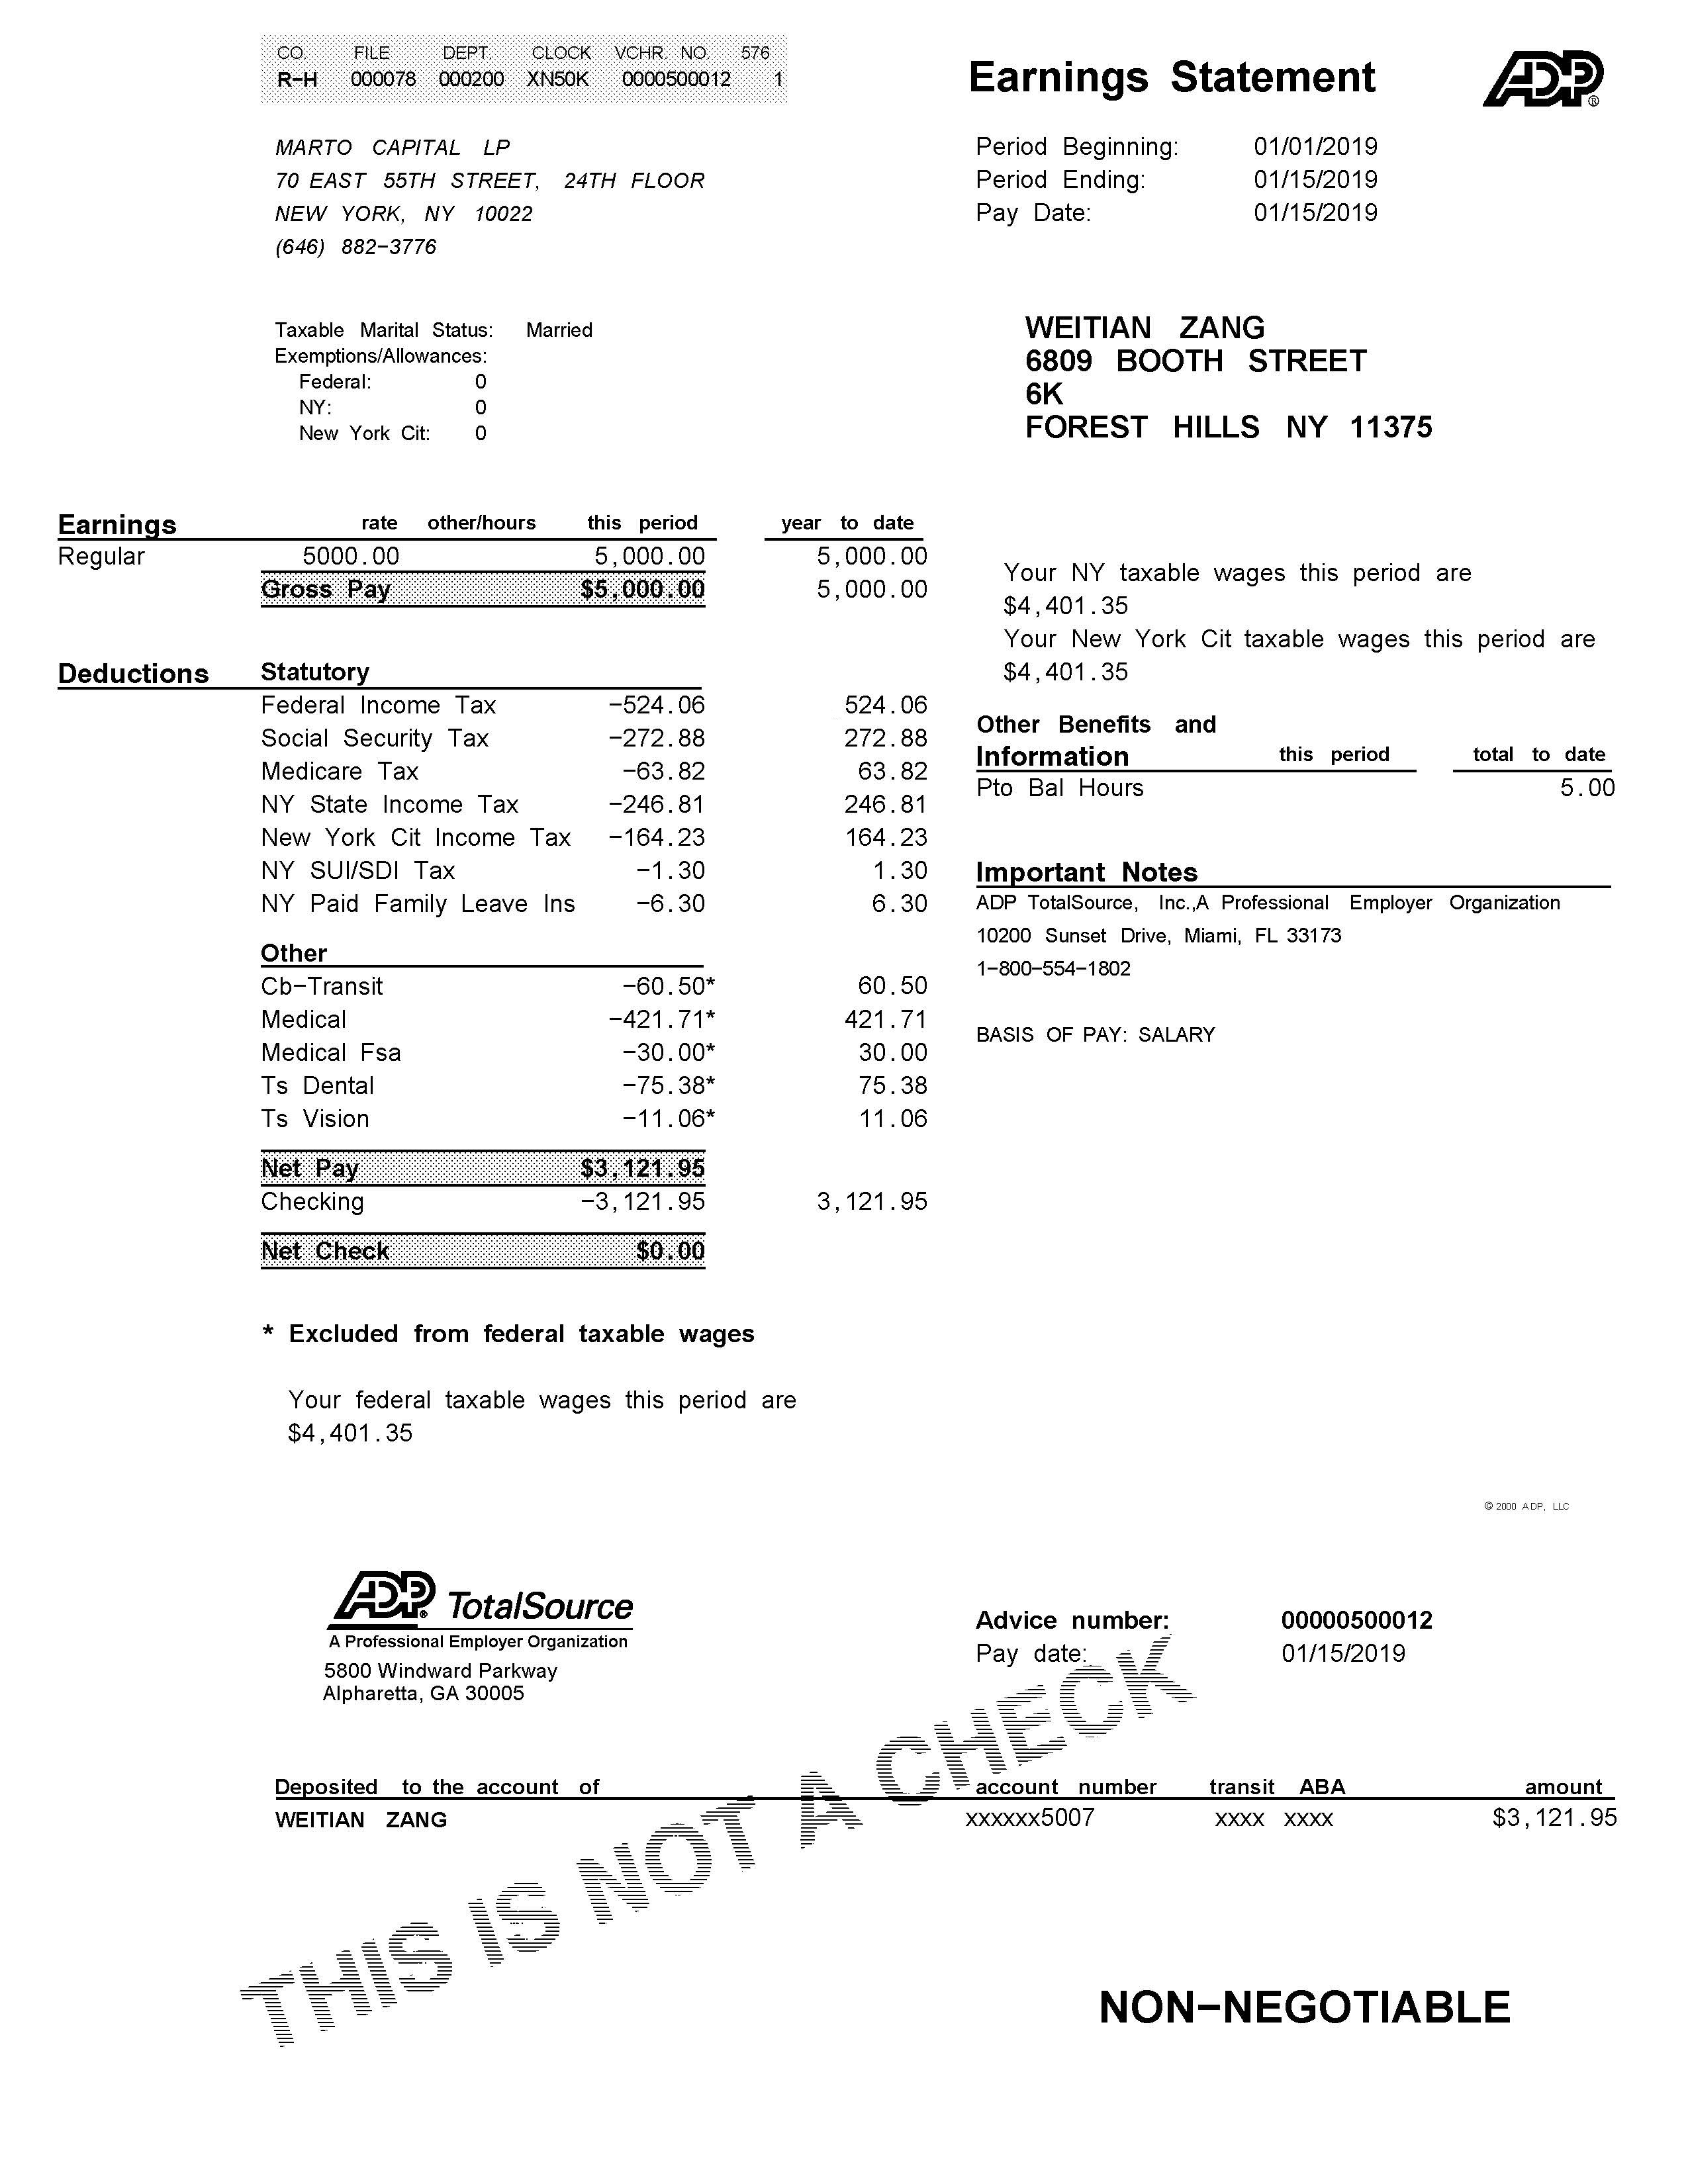 CO. FILE DEPT. CLOCK VCHR. NO. 576
R-H 000078 000200 XN50K 0000500012 1
MARTO CAPITAL LP
70 EAST 55TH STREET, 24TH FLOOR
NEW YORK, NY 10022
(646) 882-3776
Earnings Statement
ADP®
Period Beginning: 01/01/2019
Period Ending: 01/15/2019
Pay Date: 01/15/2019
Taxable Marital Status: Married
Exemptions/Allowances:
Federal: 0
NY: 0
New York Cit: 0
WEITIAN ZANG
6809 BOOTH STREET
6K
FOREST HILLS NY 11375
Earnings rate other/hours this period year to date
Regular 5000.00 5,000.00 5,000.00
Gross Pay $5,000.00 5,000.00
Deductions Statutory
Federal Income Tax -524.06 524.06
Social Security Tax -272.88 272.88
Medicare Tax -63.82 63.82
NY State Income Tax -246.81 246.81
New York Cit Income Tax -164.23 164.23
NY SUI/SDI Tax -1.30 1.30
NY Paid Family Leave Ins -6.30 6.30
Other
Cb-Transit -60.50* 60.50
Medical -421.71* 421.71
Medical Fsa -30.00* 30.00
Ts Dental -75.38* 75.38
Ts Vision -11.06* 11.06
Net Pay $3,121.95
Checking -3,121.95 3,121.95
Net Check $0.00
* Excluded from federal taxable wages
Your federal taxable wages this period are
$4,401.35
Your NY taxable wages this period are
$4,401.35
Your New York Cit taxable wages this period are
$4,401.35
Other Benefits and
Information this period total to date
Pto Bal Hours 5.00
Important Notes
ADP TotalSource, Inc.,A Professional Employer Organization
10200 Sunset Drive, Miami, FL 33173
1-800-554-1802
BASIS OF PAY: SALARY
© 2000 ADP, LLC
ADP® TotalSource
A Professional Employer Organization
5800 Windward Parkway
Alpharetta, GA 30005
Advice number: 00000500012
Pay date: 01/15/2019
Deposited to the account of account number transit ABA amount
WEITIAN ZANG xxxxxx5007 xxxx xxxx $3,121.95
THIS IS NOT A CHECK
NON-NEGOTIABLE